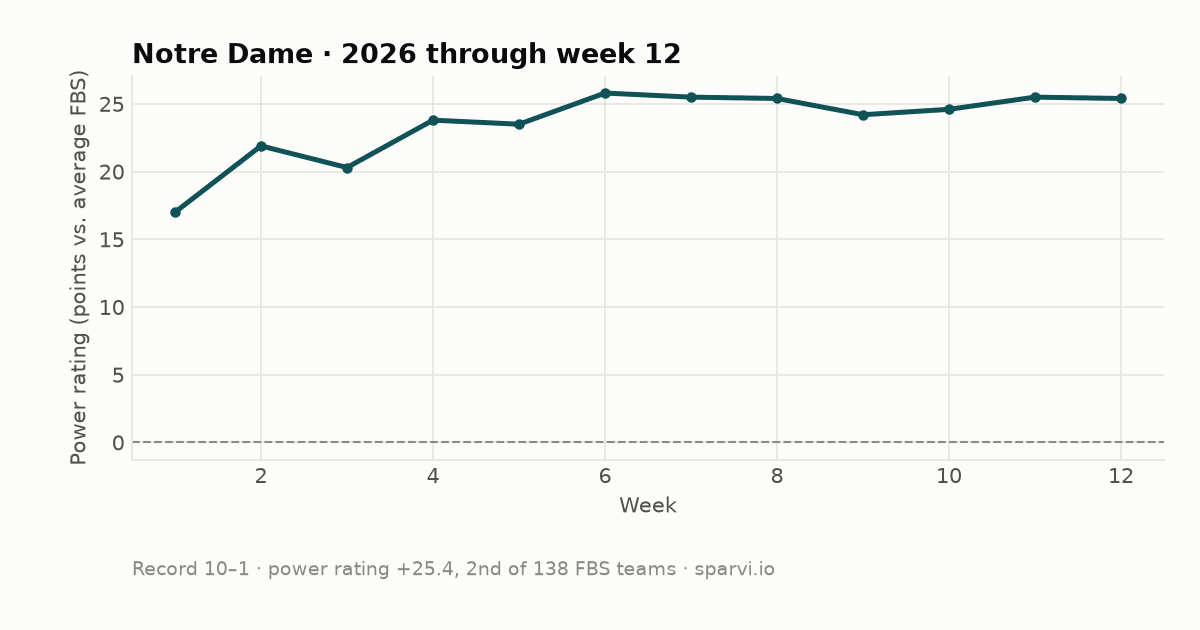 Notre Dame · 2026 through week 12
Power rating (points vs. average FBS)
25
20
15
10
5
0
2 4 6 8 10 12
Week
Record 10–1 · power rating +25.4, 2nd of 138 FBS teams · sparvi.io